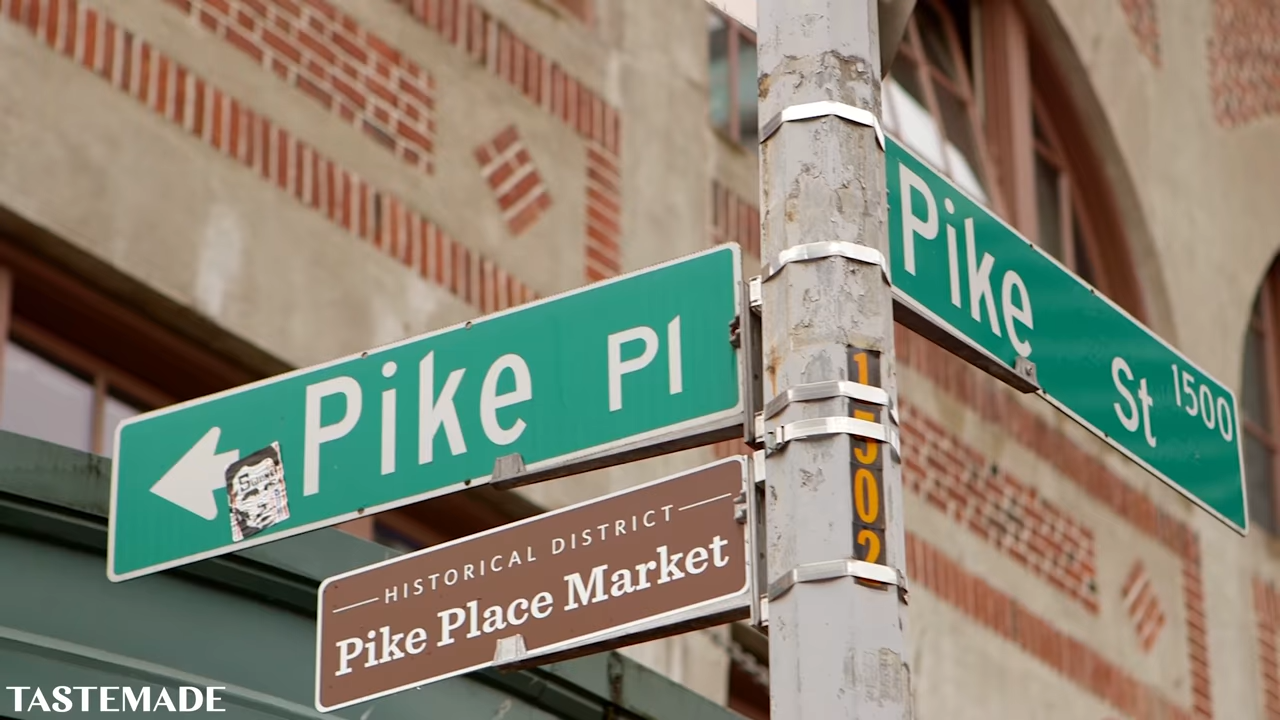 Pike Pl
HISTORICAL DISTRICT
Pike Place Market
Pike St 1500
1502
TASTEMADE